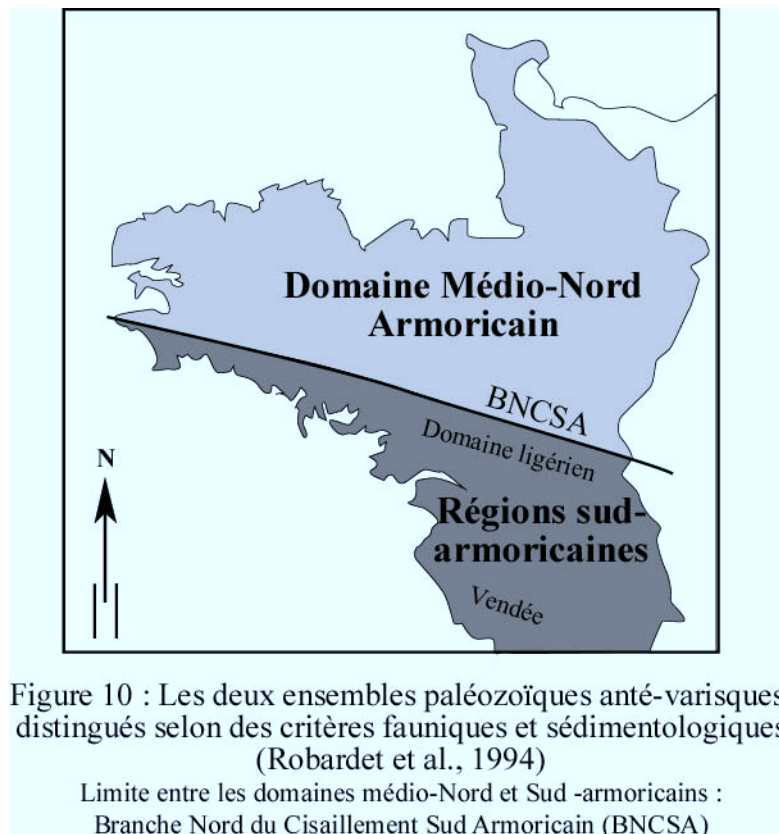 Domaine Médio-Nord
Armoricain
BNCSA
Domaine ligérien
N
Régions sud-
armoricaines
Vendée
Figure 10 : Les deux ensembles paléozoïques anté-varisques
distingués selon des critères fauniques et sédimentologiques
(Robardet et al., 1994)
Limite entre les domaines médio-Nord et Sud -armoricains :
Branche Nord du Cisaillement Sud Armoricain (BNCSA)